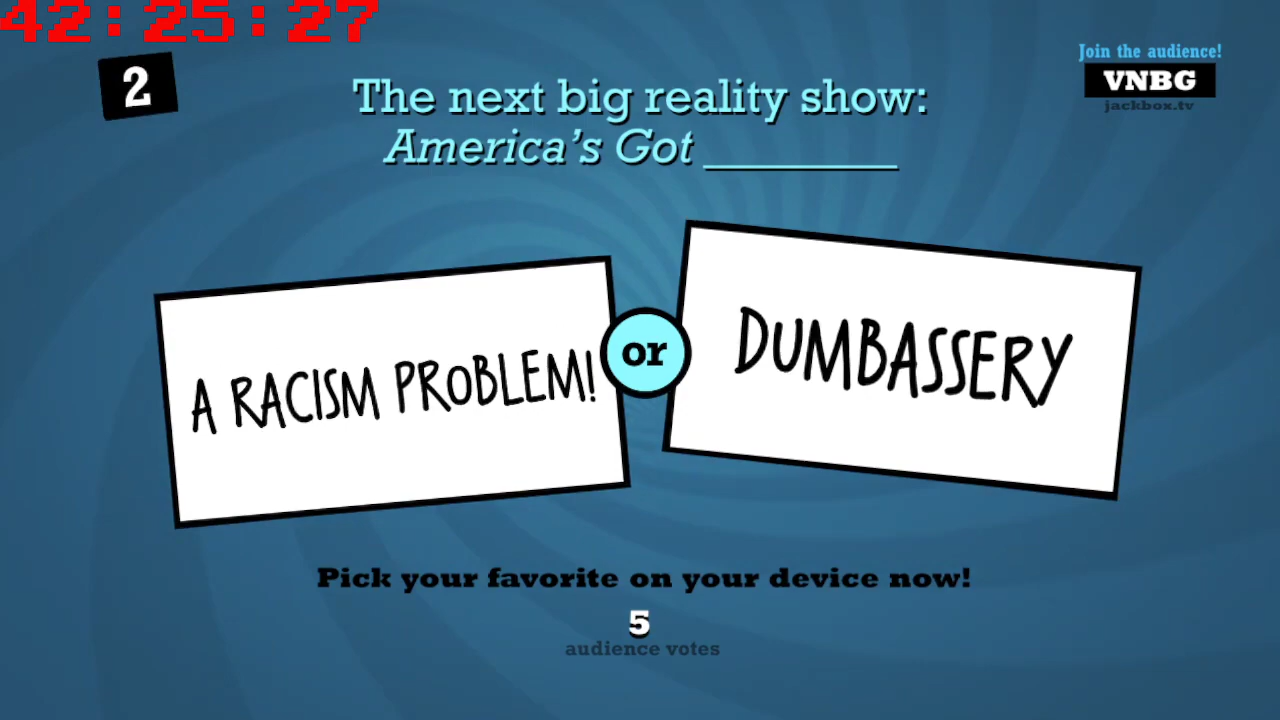 42:25:27
2
Join the audience!
VNBG
jackbox.tv
The next big reality show:
America's Got _________
A RACISM PROBLEM!
or
DUMBASSERY
Pick your favorite on your device now!
5
audience votes